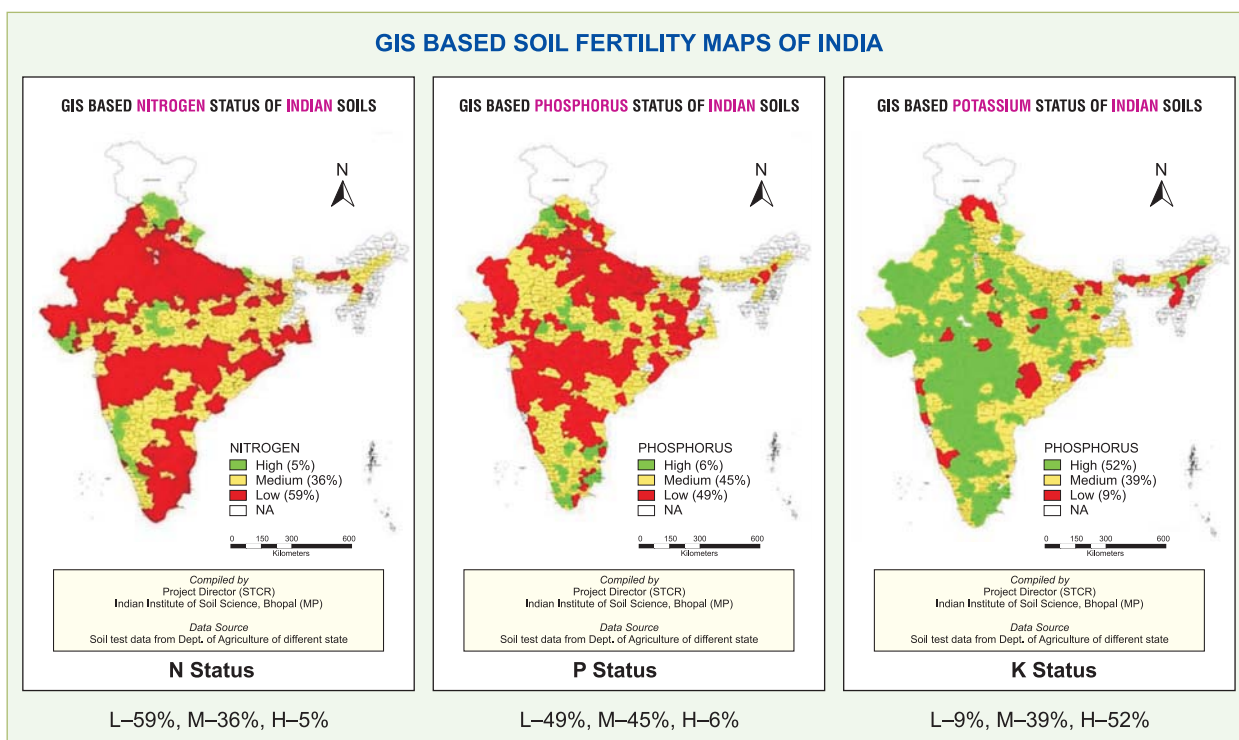 GIS BASED SOIL FERTILITY MAPS OF INDIA
GIS BASED NITROGEN STATUS OF INDIAN SOILS
N
NITROGEN
High (5%)
Medium (36%)
Low (59%)
NA
0 150 300 600
Kilometers
Compiled by
Project Director (STCR)
Indian Institute of Soil Science, Bhopal (MP)
Data Source
Soil test data from Dept. of Agriculture of different state
N Status
L–59%, M–36%, H–5%
GIS BASED PHOSPHORUS STATUS OF INDIAN SOILS
N
PHOSPHORUS
High (6%)
Medium (45%)
Low (49%)
NA
0 150 300 600
Kilometers
Compiled by
Project Director (STCR)
Indian Institute of Soil Science, Bhopal (MP)
Data Source
Soil test data from Dept. of Agriculture of different state
P Status
L–49%, M–45%, H–6%
GIS BASED POTASSIUM STATUS OF INDIAN SOILS
N
PHOSPHORUS
High (52%)
Medium (39%)
Low (9%)
NA
0 150 300 600
Kilometers
Compiled by
Project Director (STCR)
Indian Institute of Soil Science, Bhopal (MP)
Data Source
Soil test data from Dept. of Agriculture of different state
K Status
L–9%, M–39%, H–52%